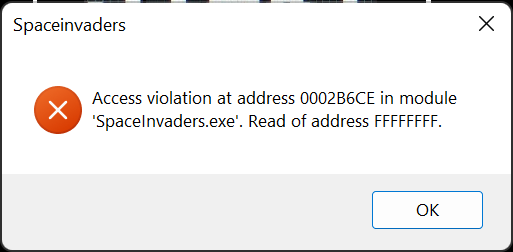 Spaceinvaders
Access violation at address 0002B6CE in module
'SpaceInvaders.exe'. Read of address FFFFFFFF.
OK